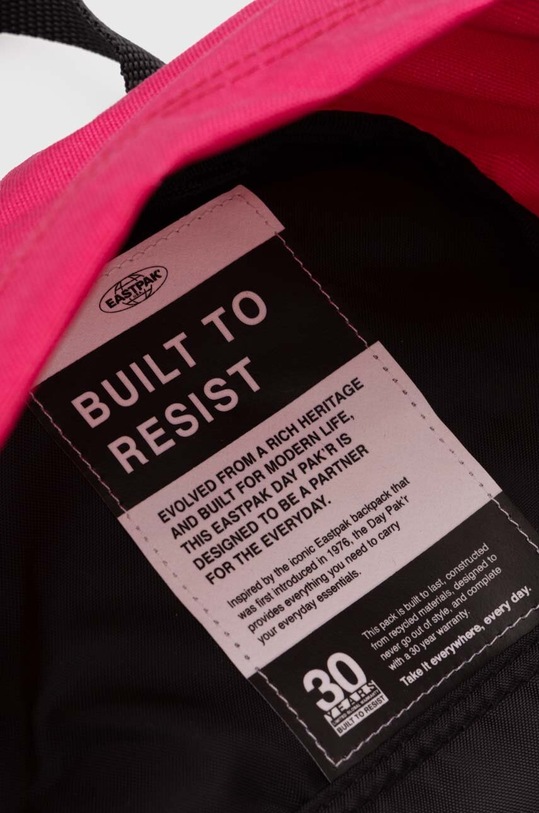 EASTPAK®
BUILT TO
RESIST
EVOLVED FROM A RICH HERITAGE
AND BUILT FOR MODERN LIFE,
THIS EASTPAK DAY PAK'R IS
DESIGNED TO BE A PARTNER
FOR THE EVERYDAY.
Inspired by the iconic Eastpak backpack that
was first introduced in 1976, the Day Pak'r
provides everything you need to carry
your everyday essentials.
This pack is built to last, constructed
from recycled materials, designed to
never go out of style, and complete
with a 30 year warranty.
Take it everywhere, every day.
30
YEARS
BUILT TO RESIST